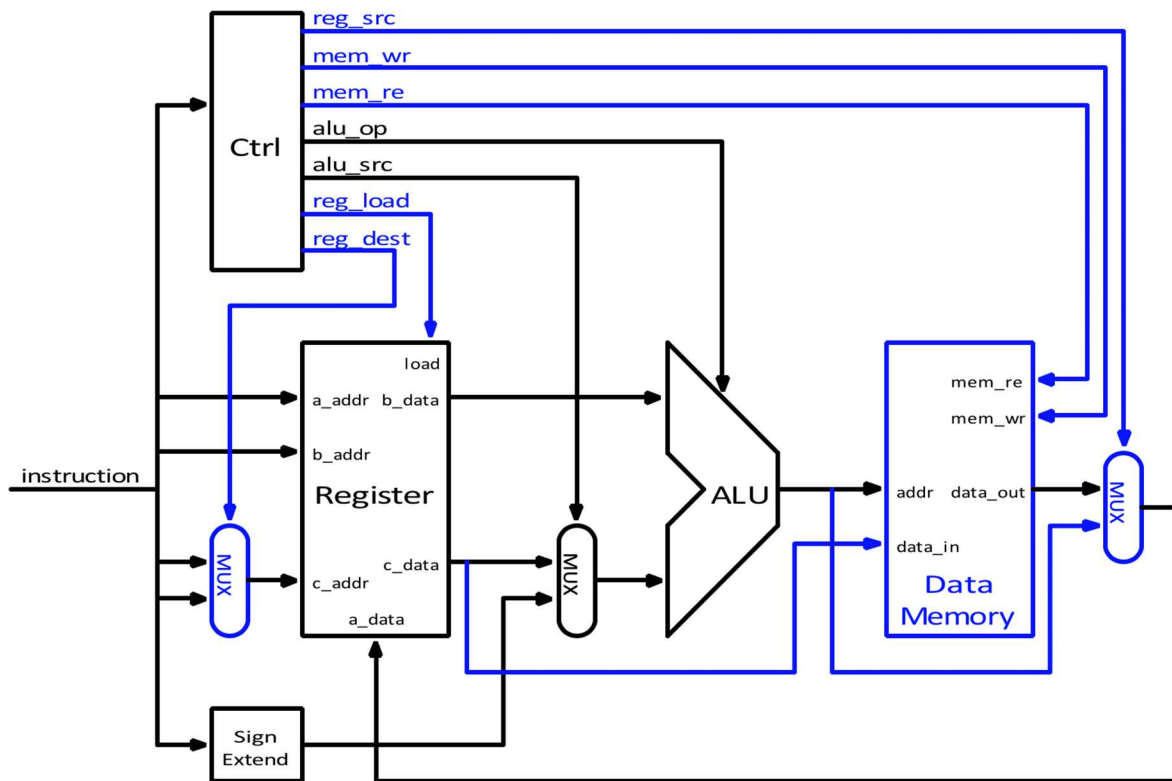 reg_src
mem_wr
mem_re
alu_op
alu_src
reg_load
reg_dest
Ctrl
load
a_addr b_data
b_addr
instruction
Register
c_data
c_addr
a_data
MUX
MUX
ALU
mem_re
mem_wr
addr data_out
data_in
Data
Memory
MUX
Sign
Extend